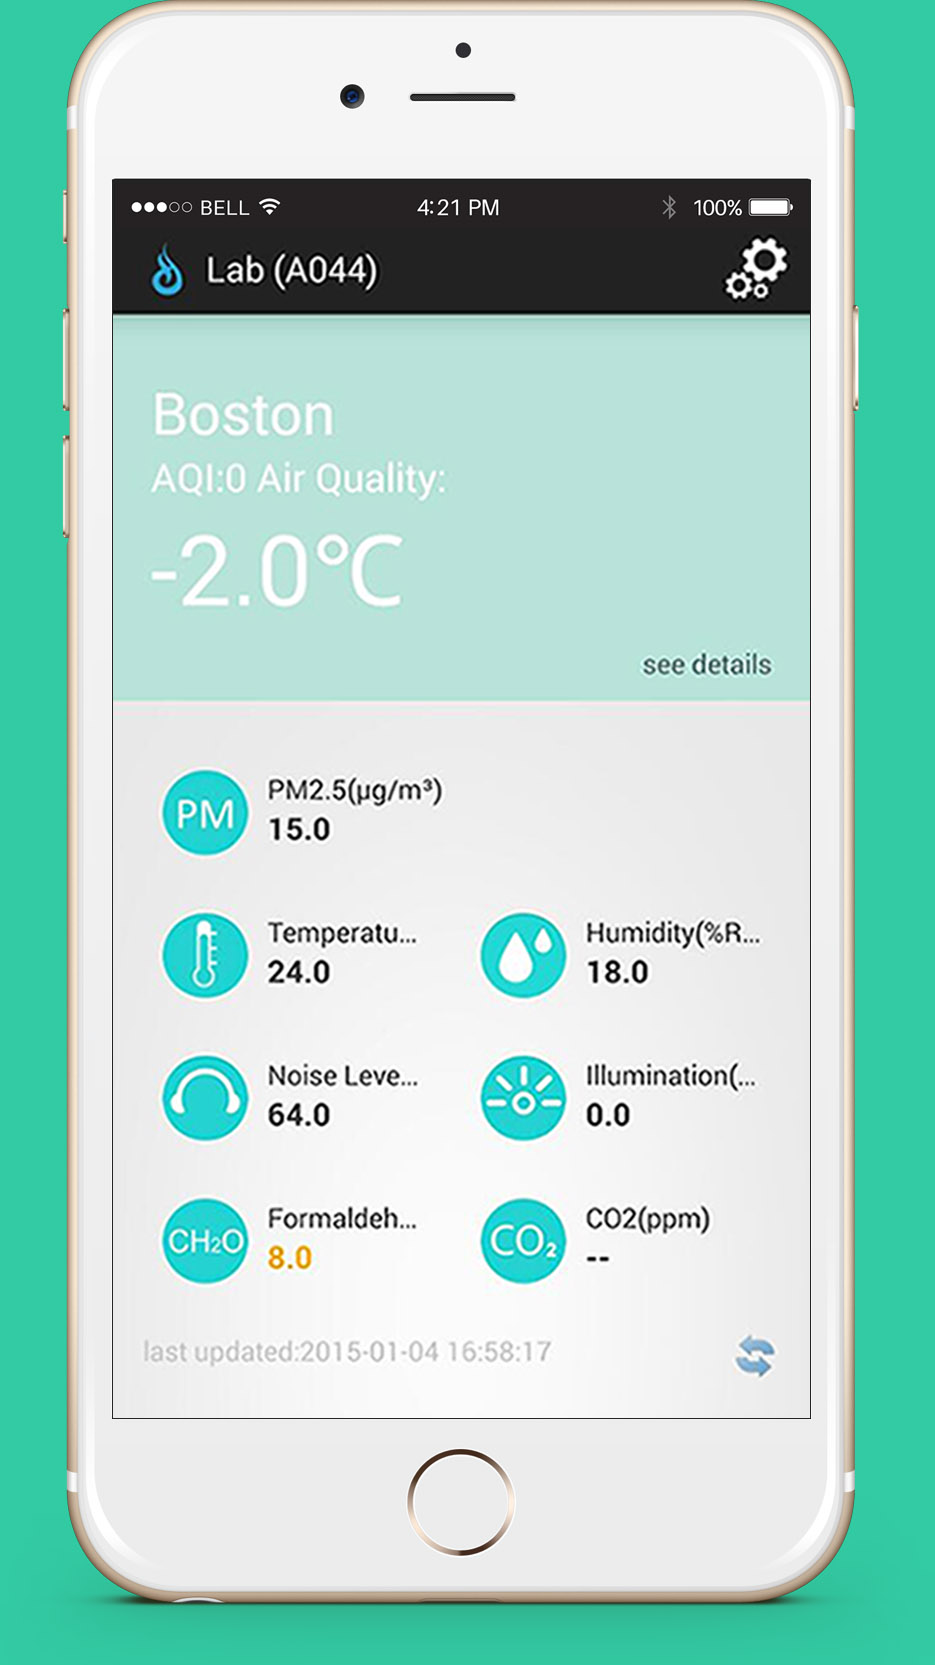 BELL 4:21 PM 100%
Lab (A044)
Boston
AQI:0 Air Quality:
-2.0℃
see details
PM
PM2.5(µg/m³)
15.0
Temperatu...
24.0
Humidity(%R...
18.0
Noise Leve...
64.0
Illumination(...
0.0
CH₂O
Formaldeh...
8.0
CO₂
CO2(ppm)
--
last updated:2015-01-04 16:58:17